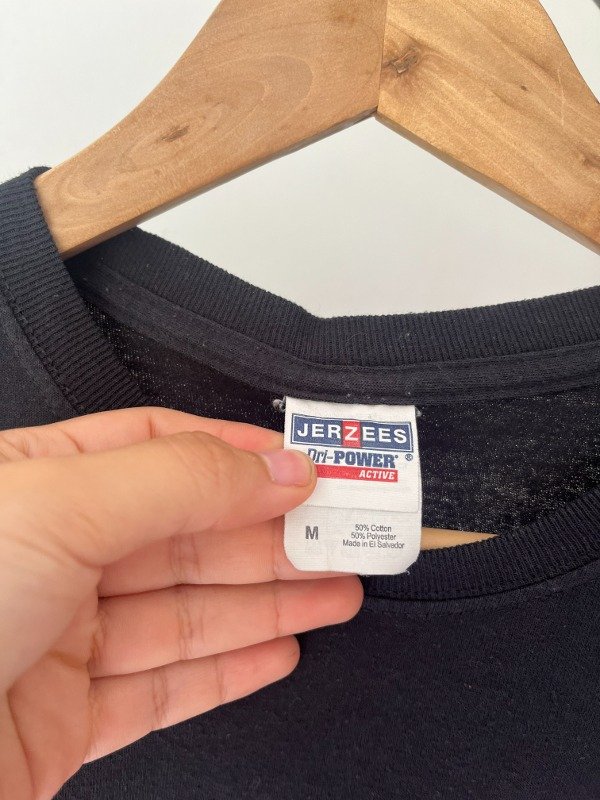 JERZEES
Dri-POWER®
ACTIVE
M
50% Cotton
50% Polyester
Made in El Salvador